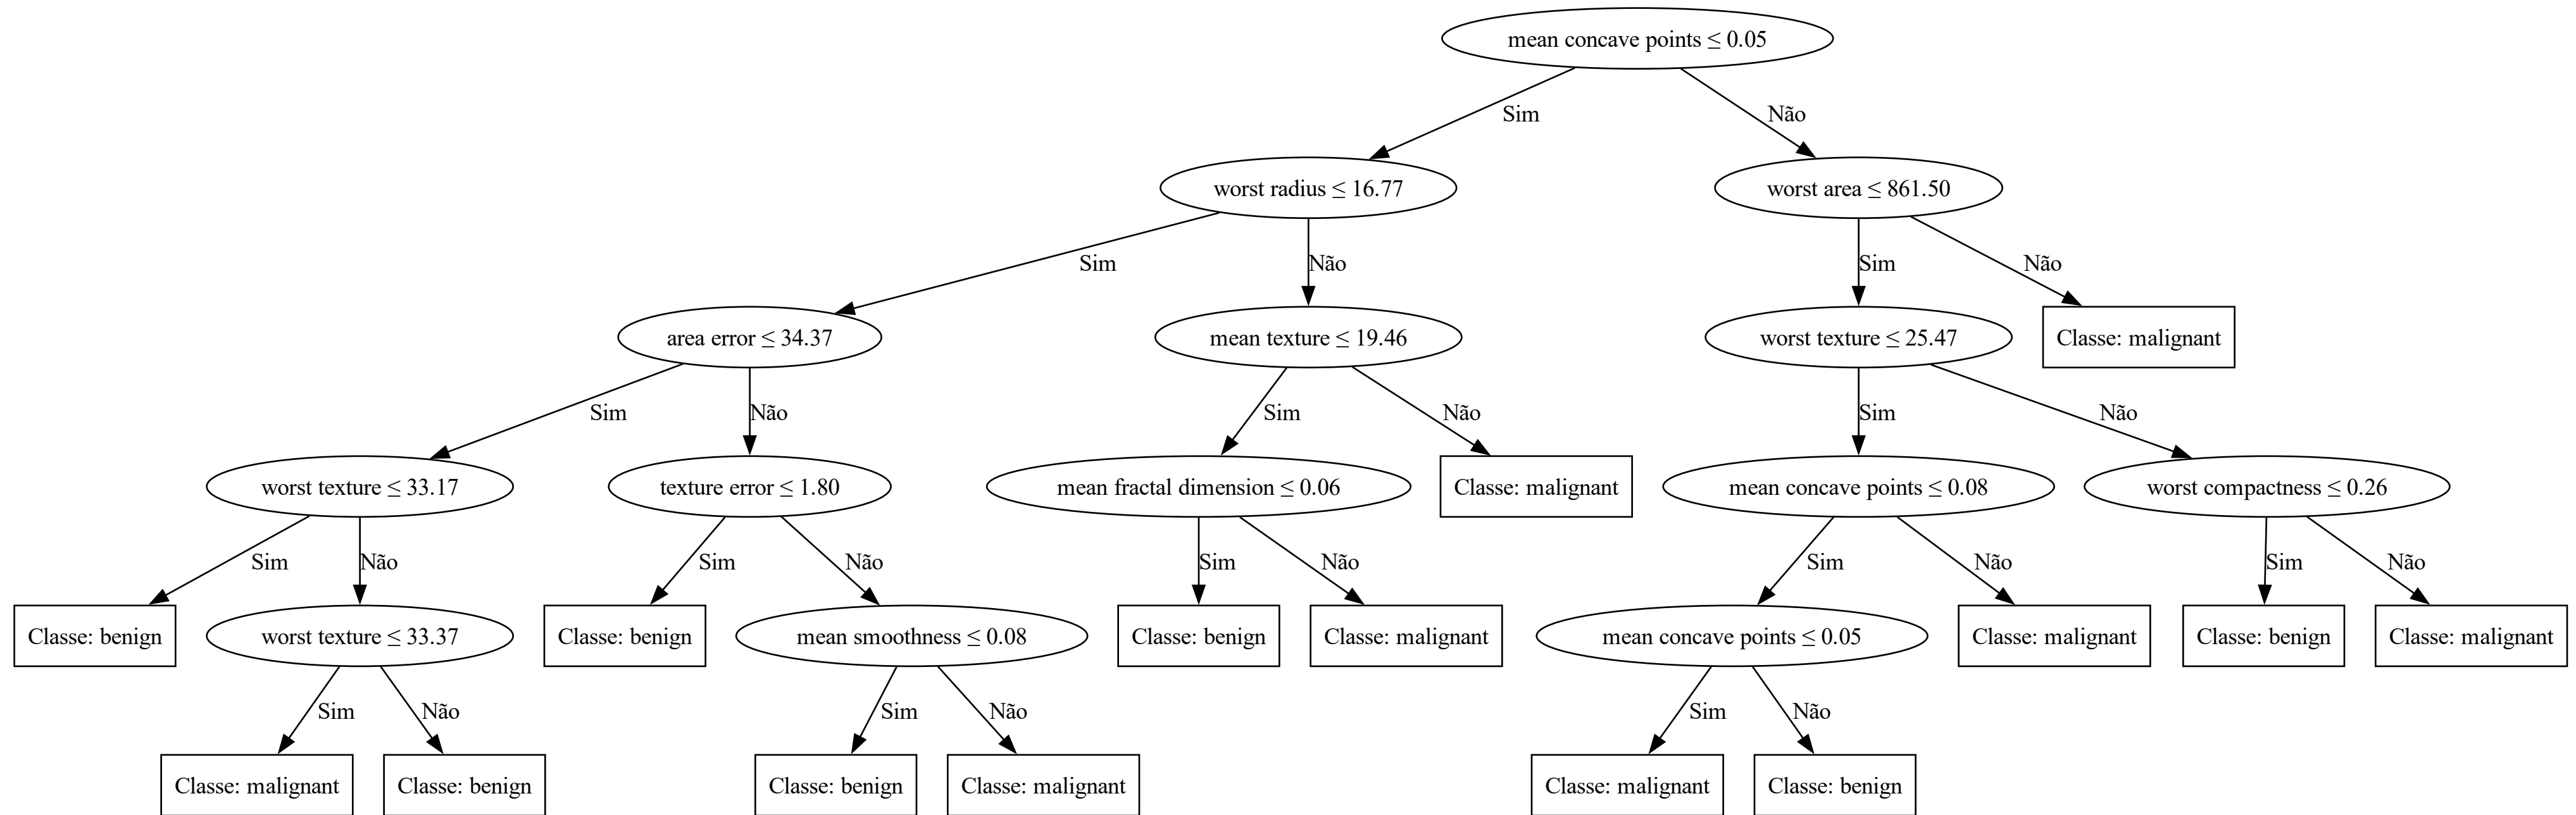 mean concave points ≤ 0.05
Sim
Não
worst radius ≤ 16.77
worst area ≤ 861.50
Sim
Não
Sim
Não
area error ≤ 34.37
mean texture ≤ 19.46
worst texture ≤ 25.47
Classe: malignant
Sim
Não
Sim
Não
Sim
Não
worst texture ≤ 33.17
texture error ≤ 1.80
mean fractal dimension ≤ 0.06
Classe: malignant
mean concave points ≤ 0.08
worst compactness ≤ 0.26
Sim
Não
Sim
Não
Sim
Não
Sim
Não
Sim
Não
Classe: benign
worst texture ≤ 33.37
Classe: benign
mean smoothness ≤ 0.08
Classe: benign
Classe: malignant
mean concave points ≤ 0.05
Classe: malignant
Classe: benign
Classe: malignant
Sim
Não
Sim
Não
Sim
Não
Classe: malignant
Classe: benign
Classe: benign
Classe: malignant
Classe: malignant
Classe: benign